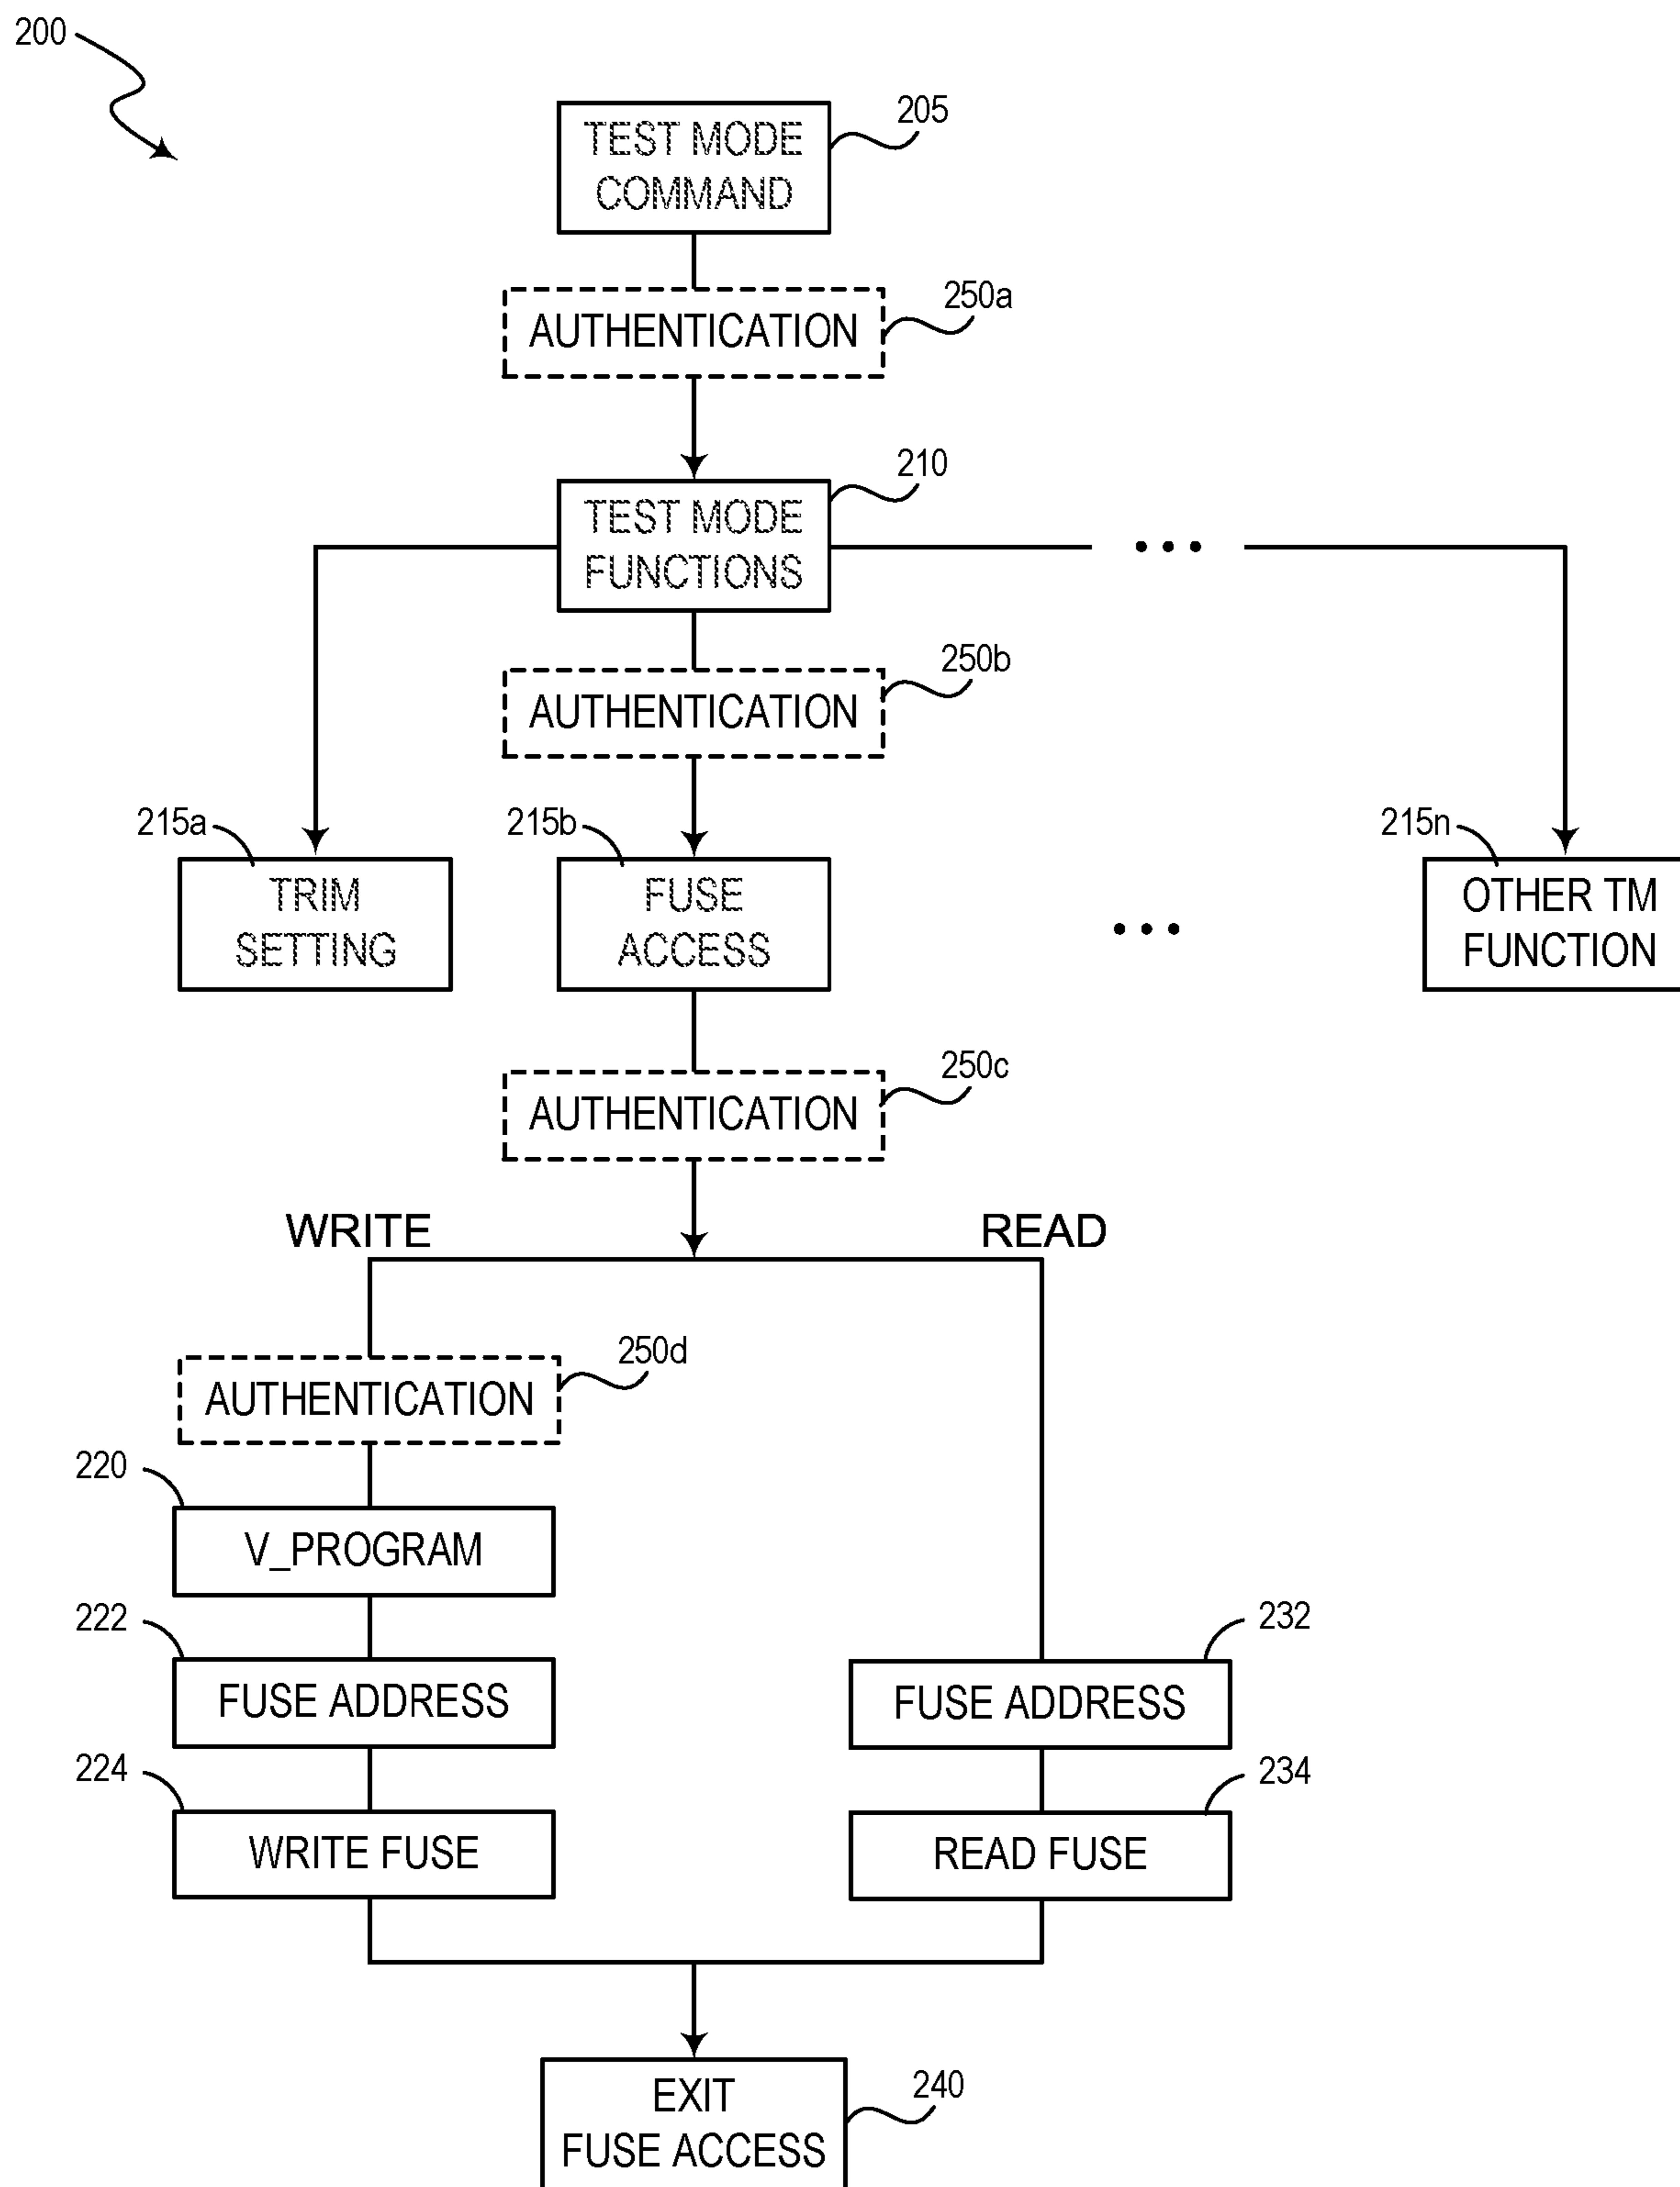 200
205
TEST MODE
COMMAND
250a
AUTHENTICATION
210
TEST MODE
FUNCTIONS
250b
AUTHENTICATION
215a
215b
215n
TRIM
SETTING
FUSE
ACCESS
OTHER TM
FUNCTION
250c
AUTHENTICATION
WRITE
READ
250d
AUTHENTICATION
220
V_PROGRAM
222
FUSE ADDRESS
232
FUSE ADDRESS
224
WRITE FUSE
234
READ FUSE
240
EXIT
FUSE ACCESS